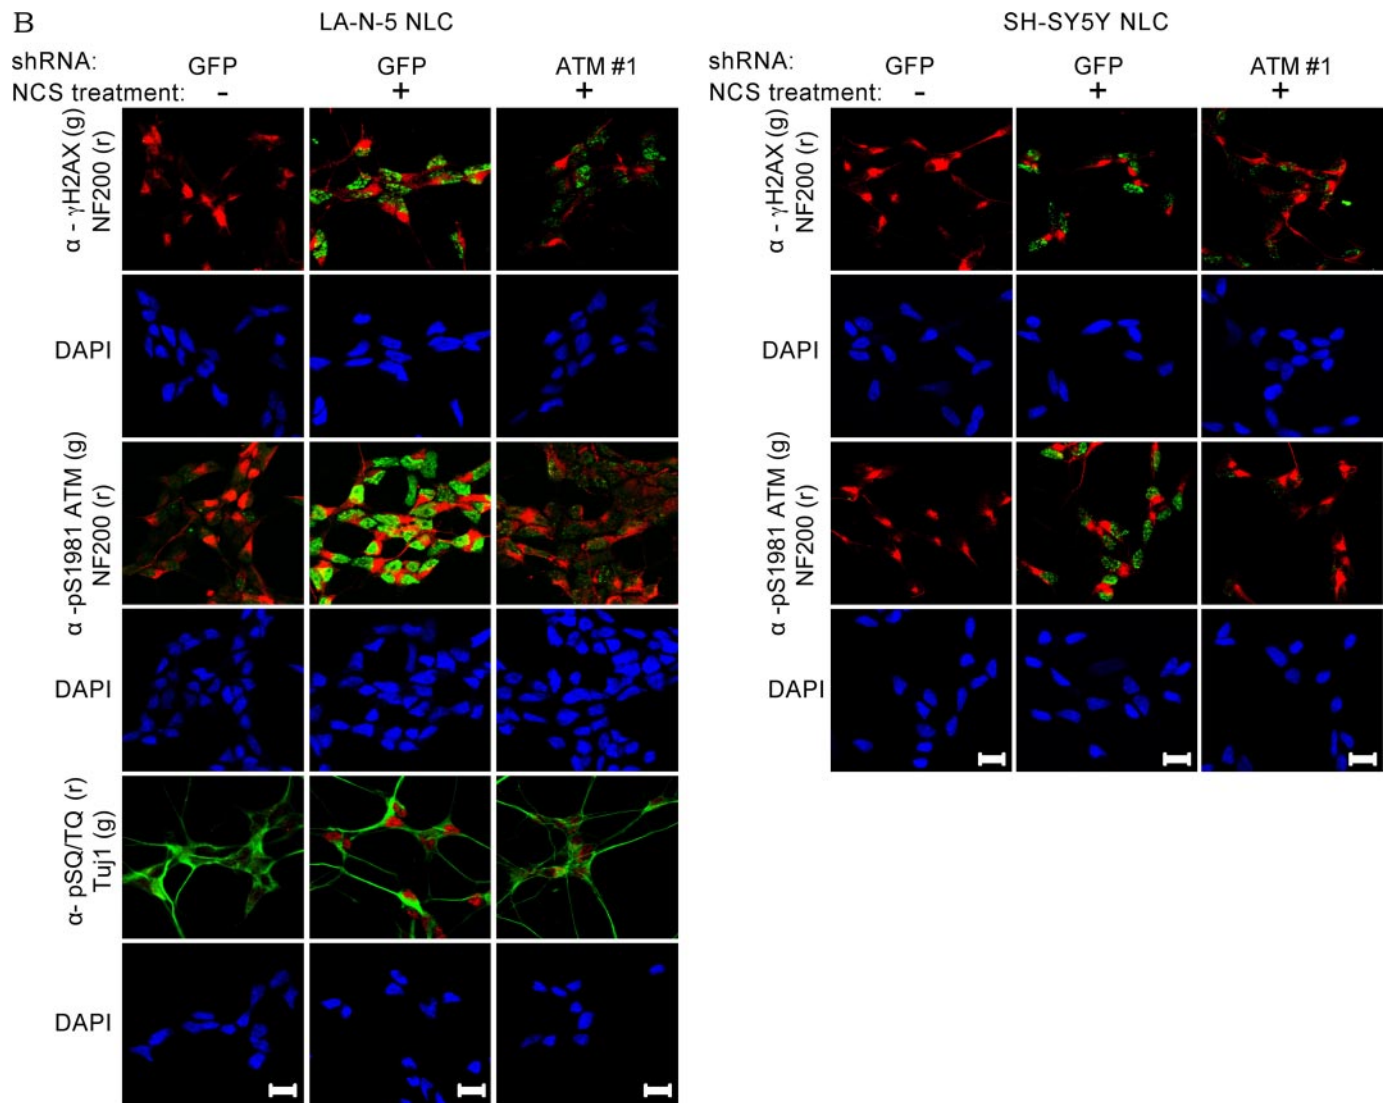 B
LA-N-5 NLC
shRNA: GFP GFP ATM #1
NCS treatment: - + +
α - γH2AX (g)
NF200 (r)
DAPI
α -pS1981 ATM (g)
NF200 (r)
DAPI
α- pSQ/TQ (r)
Tuj1 (g)
DAPI
SH-SY5Y NLC
shRNA: GFP GFP ATM #1
NCS treatment: - + +
α - γH2AX (g)
NF200 (r)
DAPI
α -pS1981 ATM (g)
NF200 (r)
DAPI